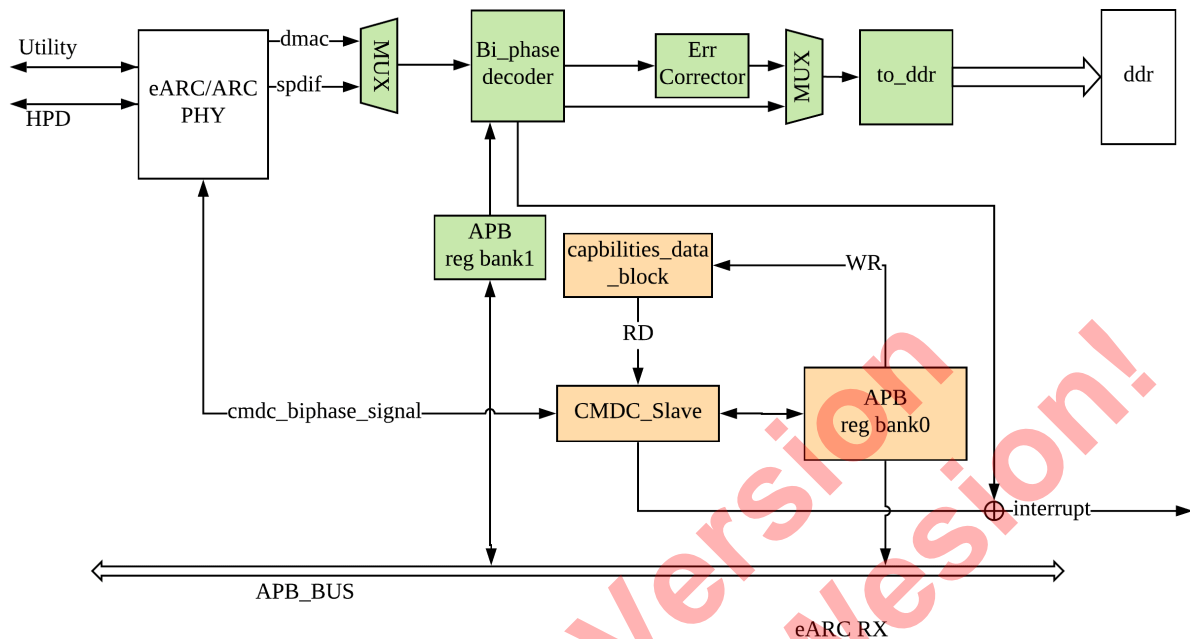 Utility
HPD
eARC/ARC
PHY
dmac
spdif
MUX
Bi_phase
decoder
Err
Corrector
MUX
to_ddr
ddr
APB
reg bank1
capbilities_data
_block
WR
RD
cmdc_biphase_signal
CMDC_Slave
APB
reg bank0
interrupt
APB_BUS
eARC RX
Version
Vesion!